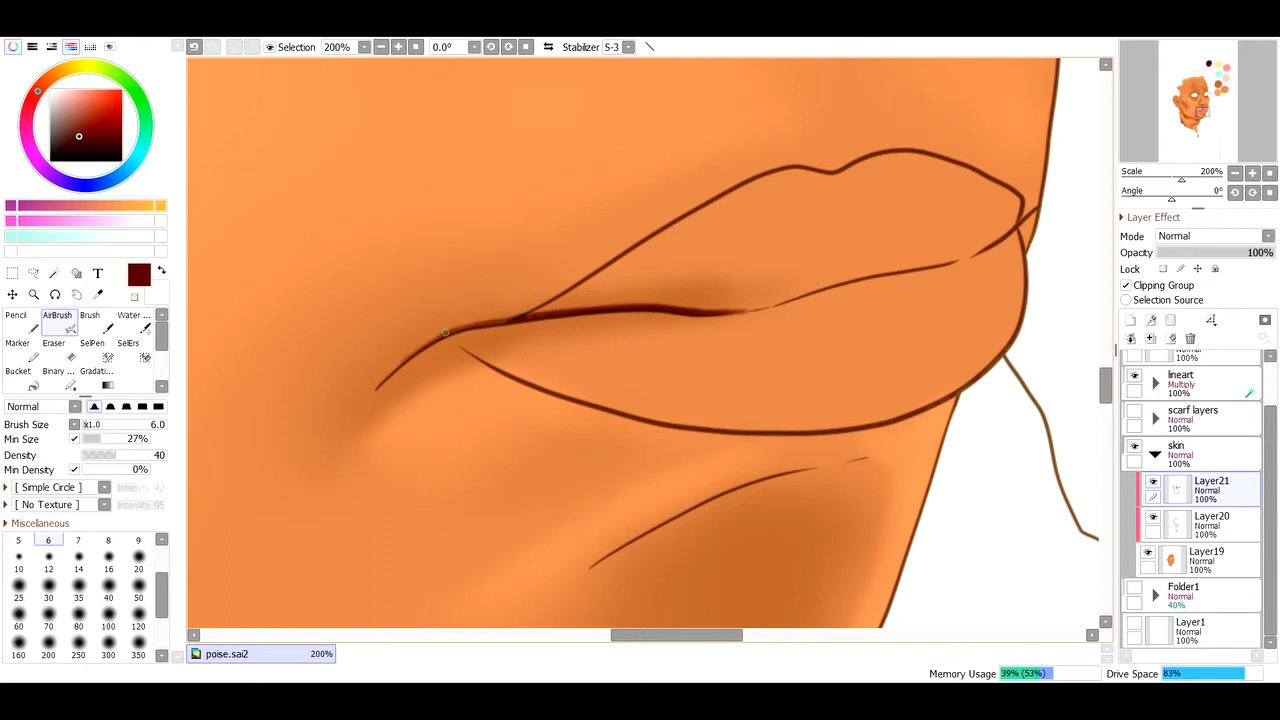 Selection 200% 0.0° Stabilizer S-3
T
Pencil AirBrush Brush Water ...
Marker Eraser SelPen SelErs
Bucket Binary ... Gradati...
Normal
Brush Size x1.0 6.0
Min Size 27%
Density 40
Min Density 0%
[ Simple Circle ] Intensity 42
[ No Texture ] Intensity 95
Miscellaneous
5 6 7 8 9
10 12 14 16 20
25 30 35 40 50
60 70 80 100 120
160 200 250 300 350
poise.sai2 200%
Scale 200%
Angle 0°
Layer Effect
Mode Normal
Opacity 100%
Lock
Clipping Group
Selection Source
Normal
100%
lineart
Multiply
100%
scarf layers
Normal
100%
skin
Normal
100%
Layer21
Normal
100%
Layer20
Normal
100%
Layer19
Normal
100%
Folder1
Normal
40%
Layer1
Normal
100%
Memory Usage 39% (53%) Drive Space 83%